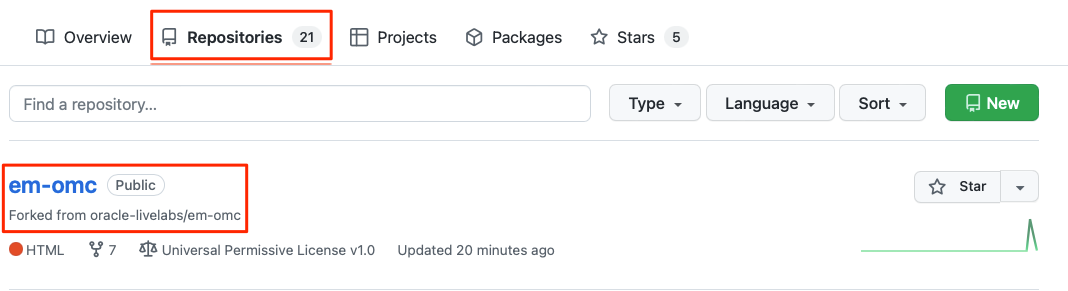 Overview Repositories 21 Projects Packages Stars 5
Find a repository... Type Language Sort New
em-omc Public Star
Forked from oracle-livelabs/em-omc
HTML 7 Universal Permissive License v1.0 Updated 20 minutes ago